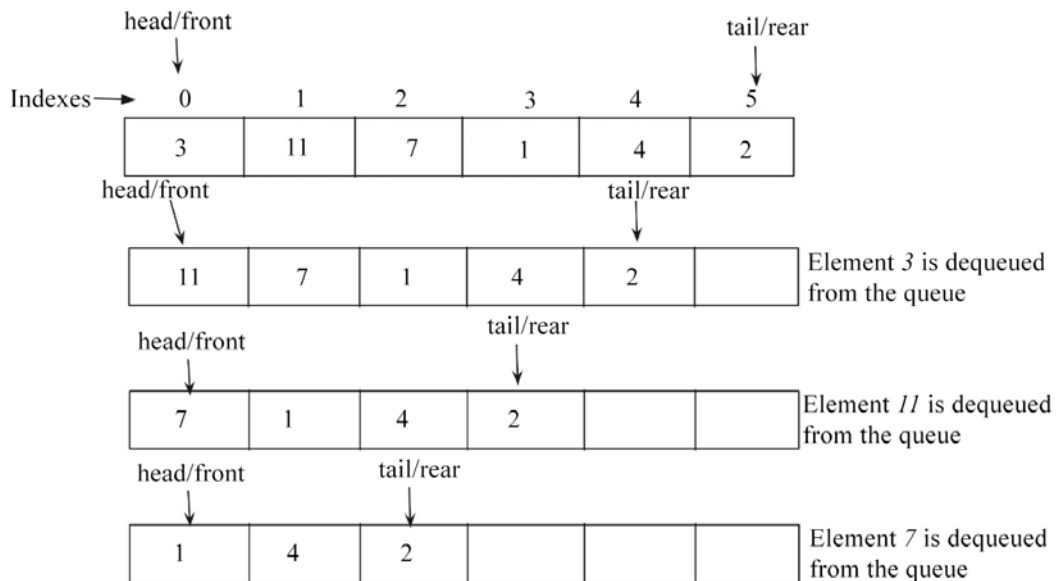 head/front
tail/rear
Indexes 0 1 2 3 4 5
3 11 7 1 4 2
head/front
tail/rear
11 7 1 4 2
Element 3 is dequeued
from the queue
tail/rear
head/front
7 1 4 2
Element 11 is dequeued
from the queue
head/front
tail/rear
1 4 2
Element 7 is dequeued
from the queue